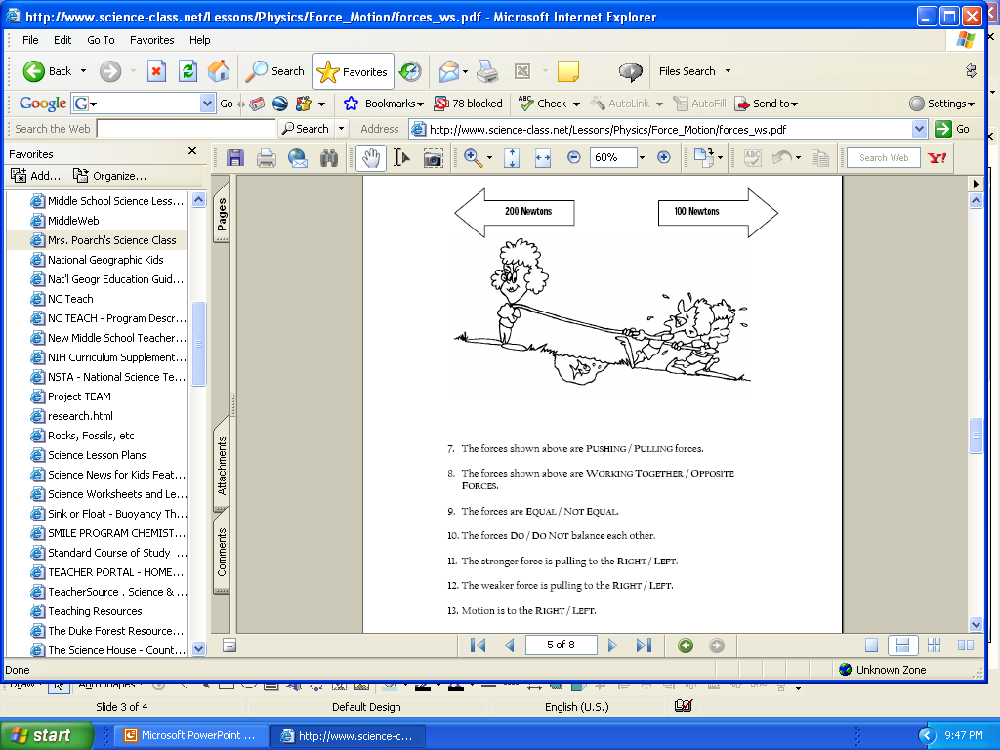 http://www.science-class.net/Lessons/Physics/Force_Motion/forces_ws.pdf - Microsoft Internet Explorer
File Edit Go To Favorites Help
Back Search Favorites Files Search
Google G Go Bookmarks 78 blocked Check AutoLink AutoFill Send to Settings
Search the Web Search Address http://www.science-class.net/Lessons/Physics/Force_Motion/forces_ws.pdf Go
Favorites
Add... Organize...
60% Search Web Y!
Middle School Science Less...
MiddleWeb
Mrs. Poarch's Science Class
National Geographic Kids
Nat'l Geogr Education Guid...
NC Teach
NC TEACH - Program Descr...
New Middle School Teacher...
NIH Curriculum Supplement...
NSTA - National Science Te...
Project TEAM
research.html
Rocks, Fossils, etc
Science Lesson Plans
Science News for Kids Feat...
Science Worksheets and Le...
Sink or Float - Buoyancy Th...
SMILE PROGRAM CHEMIST...
Standard Course of Study ...
TEACHER PORTAL - HOME...
TeacherSource . Science & ...
Teaching Resources
The Duke Forest Resource...
The Science House - Count...
Pages
Attachments
Comments
200 Newtons
100 Newtons
7. The forces shown above are PUSHING / PULLING forces.
8. The forces shown above are WORKING TOGETHER / OPPOSITE
FORCES.
9. The forces are EQUAL / NOT EQUAL.
10. The forces DO / DO NOT balance each other.
11. The stronger force is pulling to the RIGHT / LEFT.
12. The weaker force is pulling to the RIGHT / LEFT.
13. Motion is to the RIGHT / LEFT.
5 of 8
Done Unknown Zone
Draw AutoShapes
Slide 3 of 4 Default Design English (U.S.)
start Microsoft PowerPoint ... http://www.science-c... 9:47 PM